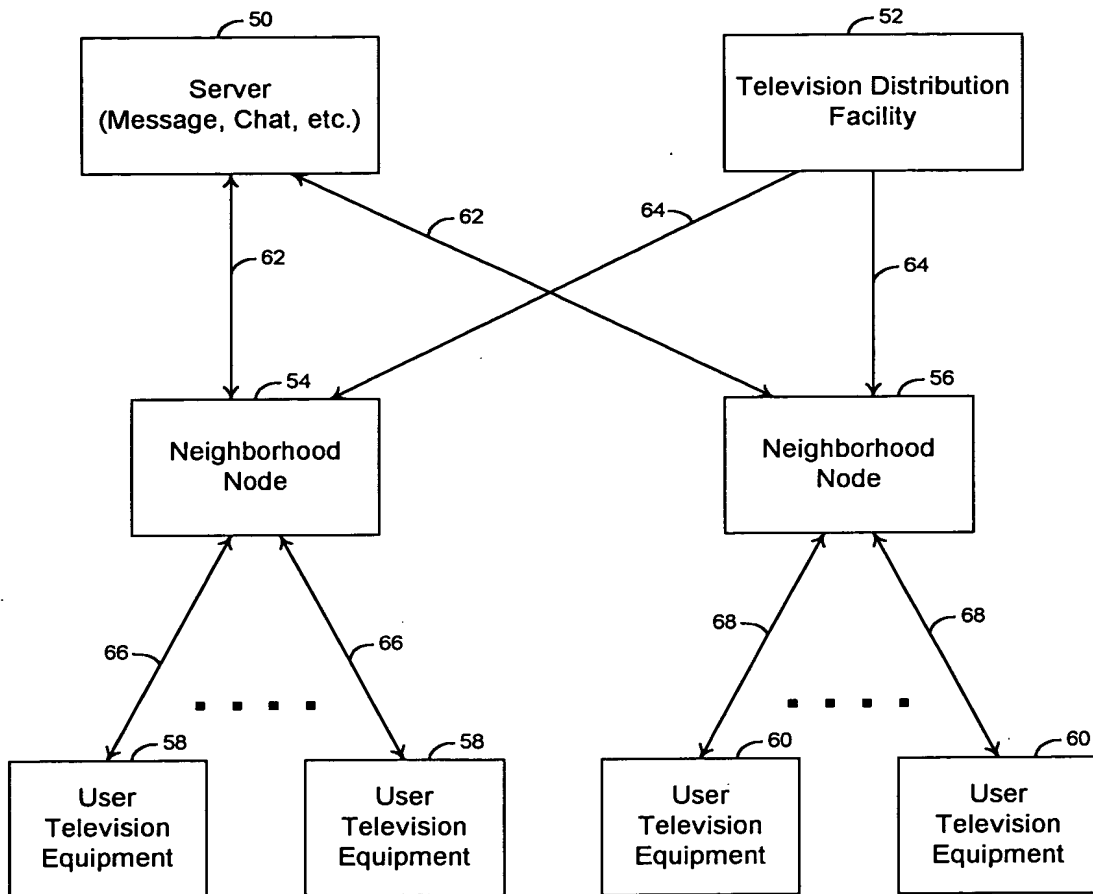 50
52
Server
(Message, Chat, etc.)
Television Distribution
Facility
62
64
62
64
54
56
Neighborhood
Node
Neighborhood
Node
66
66
68
68
58
58
60
60
User
Television
Equipment
User
Television
Equipment
User
Television
Equipment
User
Television
Equipment